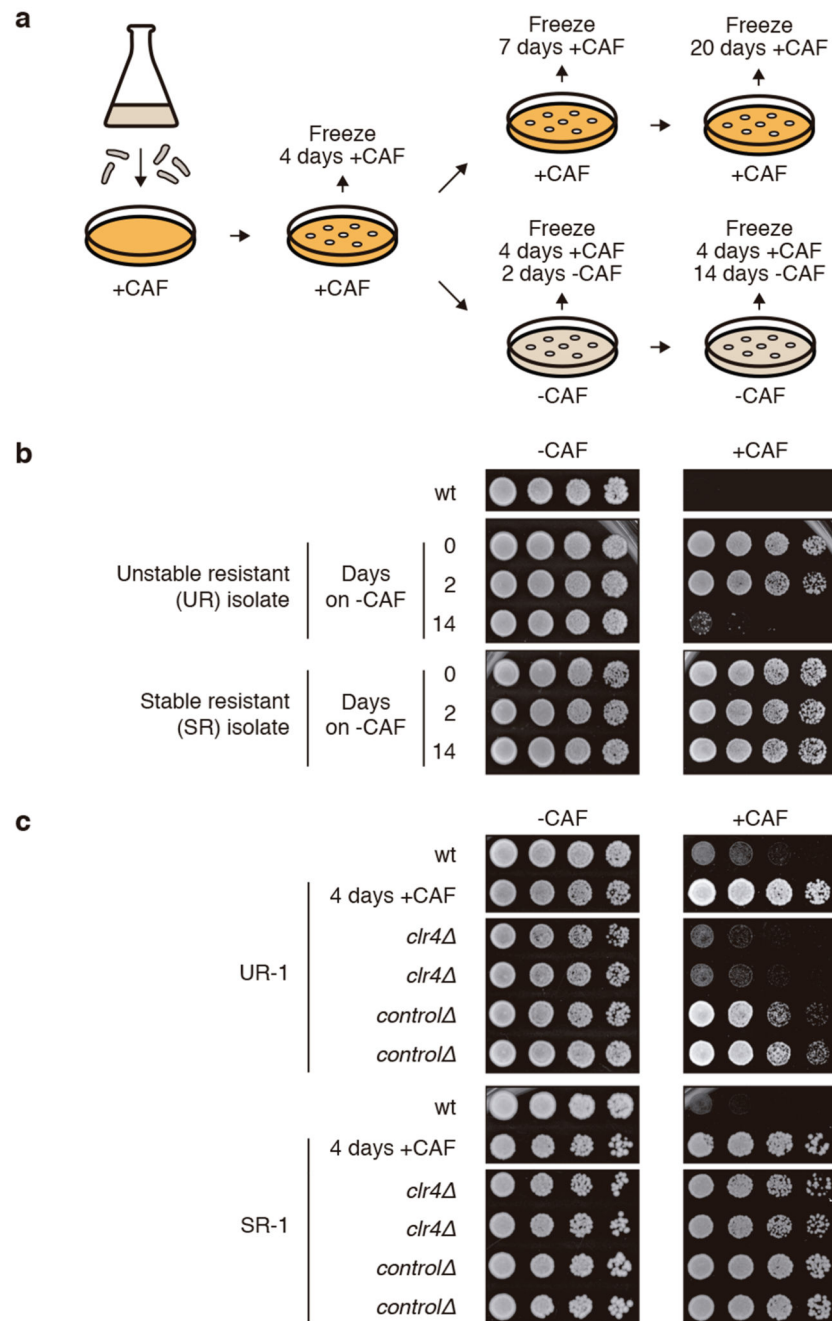 a
Freeze
4 days +CAF
Freeze
7 days +CAF
Freeze
20 days +CAF
+CAF
+CAF
+CAF
+CAF
Freeze
4 days +CAF
2 days -CAF
Freeze
4 days +CAF
14 days -CAF
-CAF
-CAF
b
-CAF
+CAF
wt
Unstable resistant
(UR) isolate
Days
on -CAF
0
2
14
Stable resistant
(SR) isolate
Days
on -CAF
0
2
14
c
-CAF
+CAF
wt
UR-1
4 days +CAF
clr4Δ
clr4Δ
controlΔ
controlΔ
wt
SR-1
4 days +CAF
clr4Δ
clr4Δ
controlΔ
controlΔ